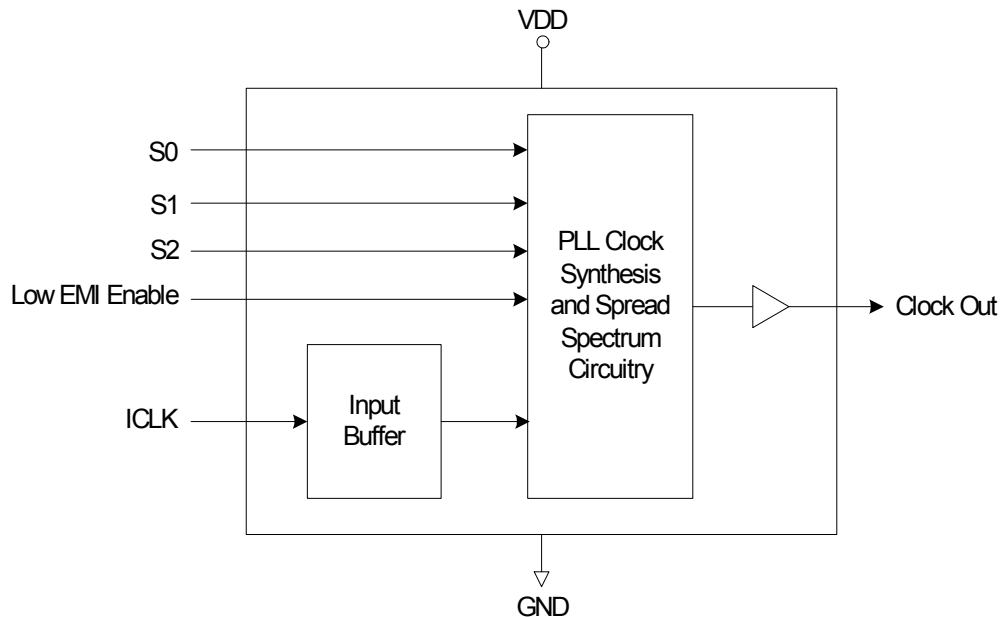 VDD
S0
S1
S2
Low EMI Enable
ICLK
Input
Buffer
PLL Clock
Synthesis
and Spread
Spectrum
Circuitry
Clock Out
GND